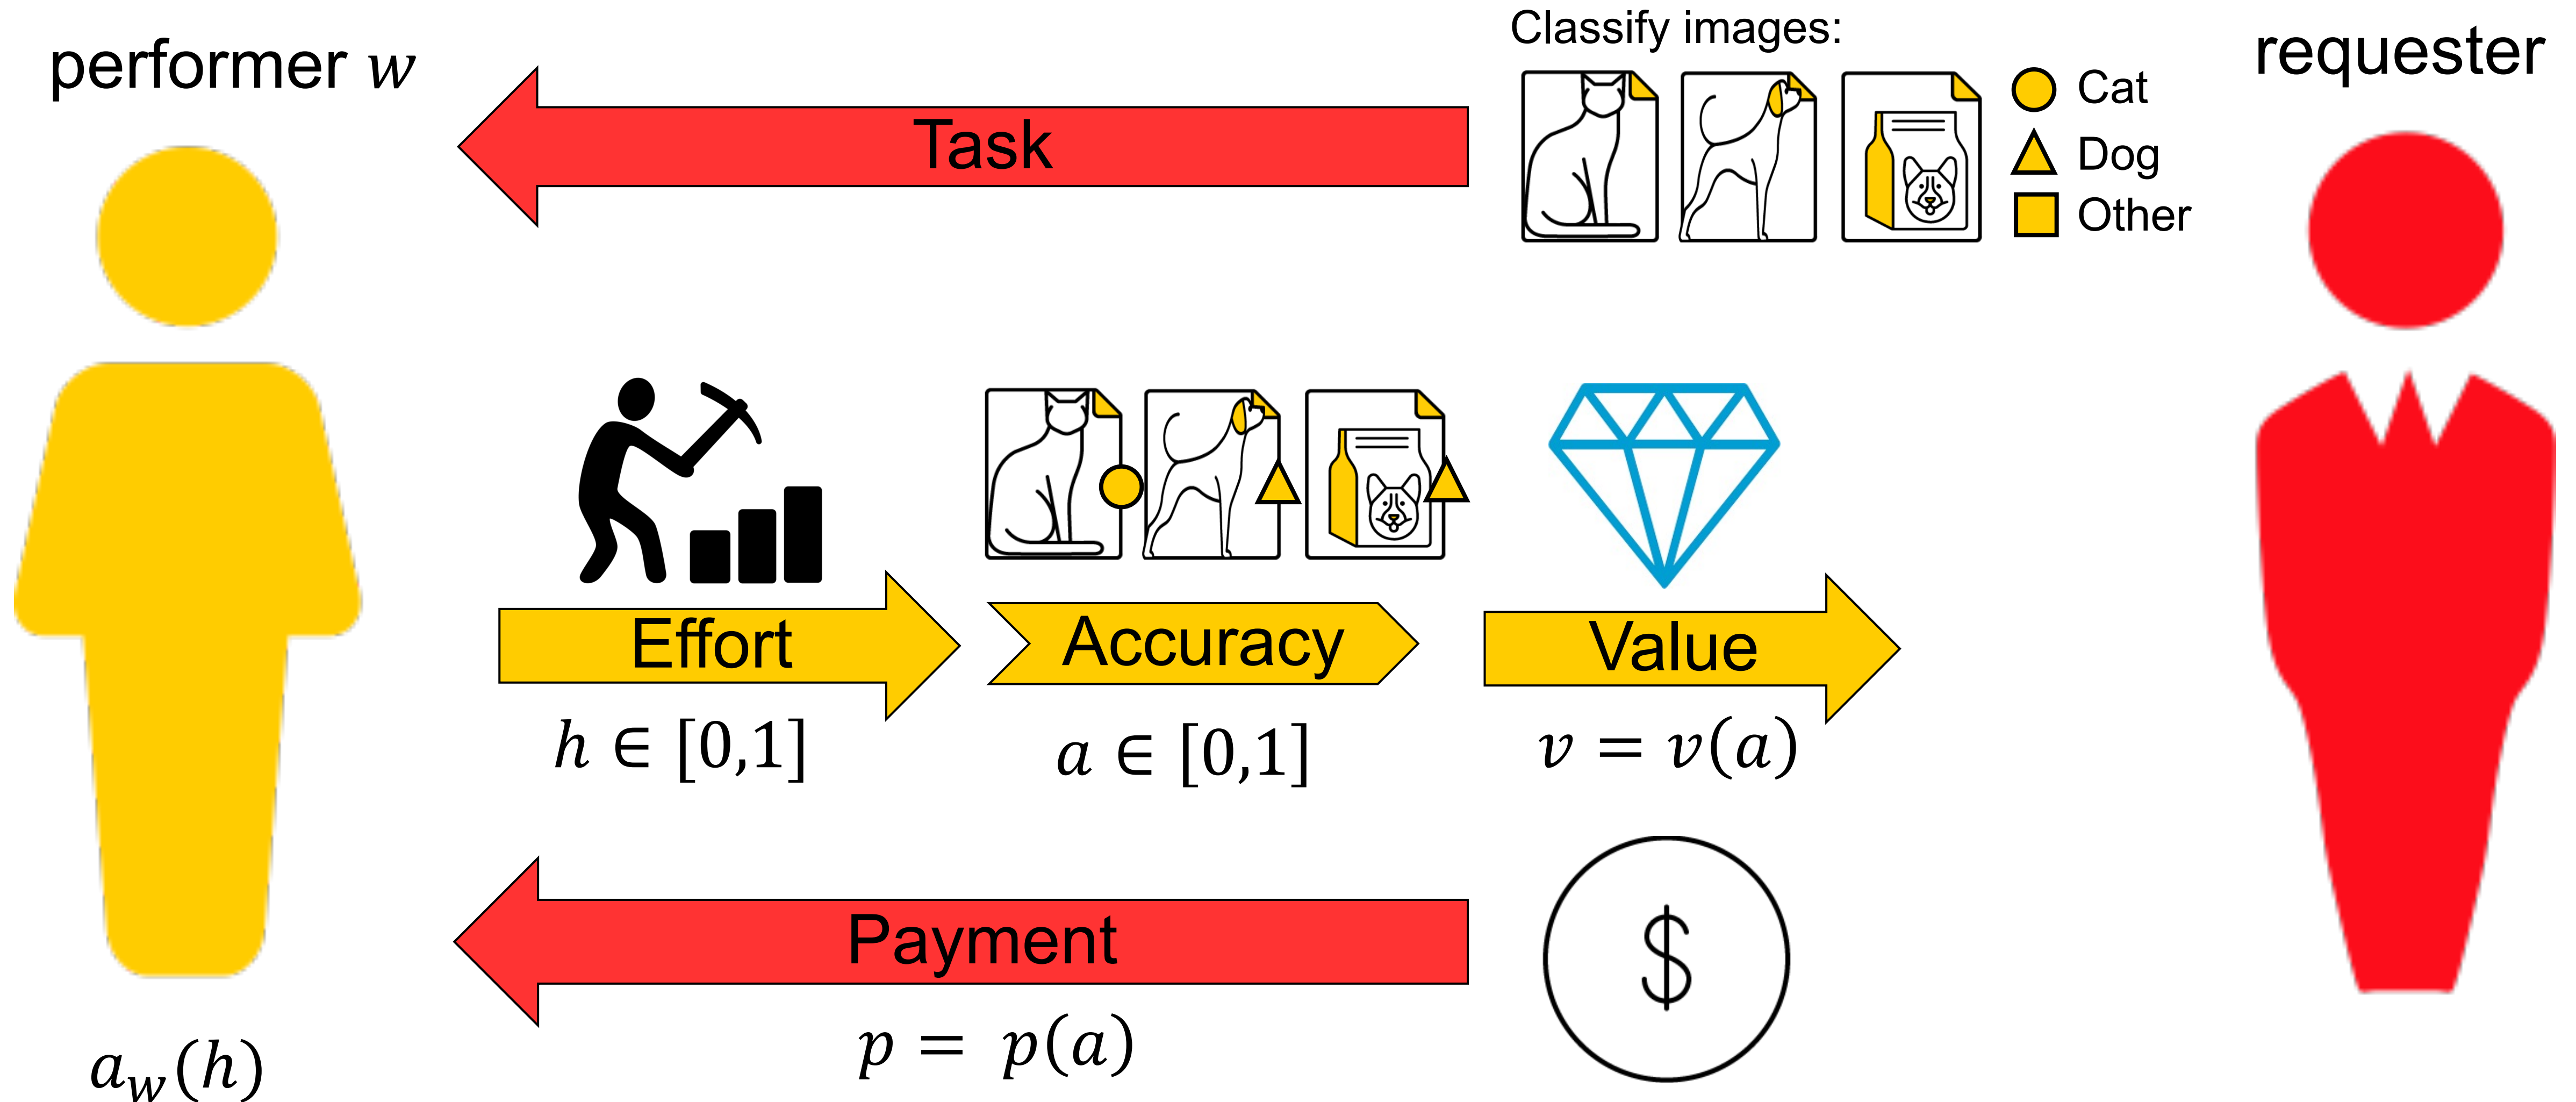 performer w
Classify images:
requester
Cat
Dog
Other
Task
Effort
Accuracy
Value
h ∈ [0,1]
a ∈ [0,1]
v = v(a)
Payment
$
p = p(a)
a_w(h)